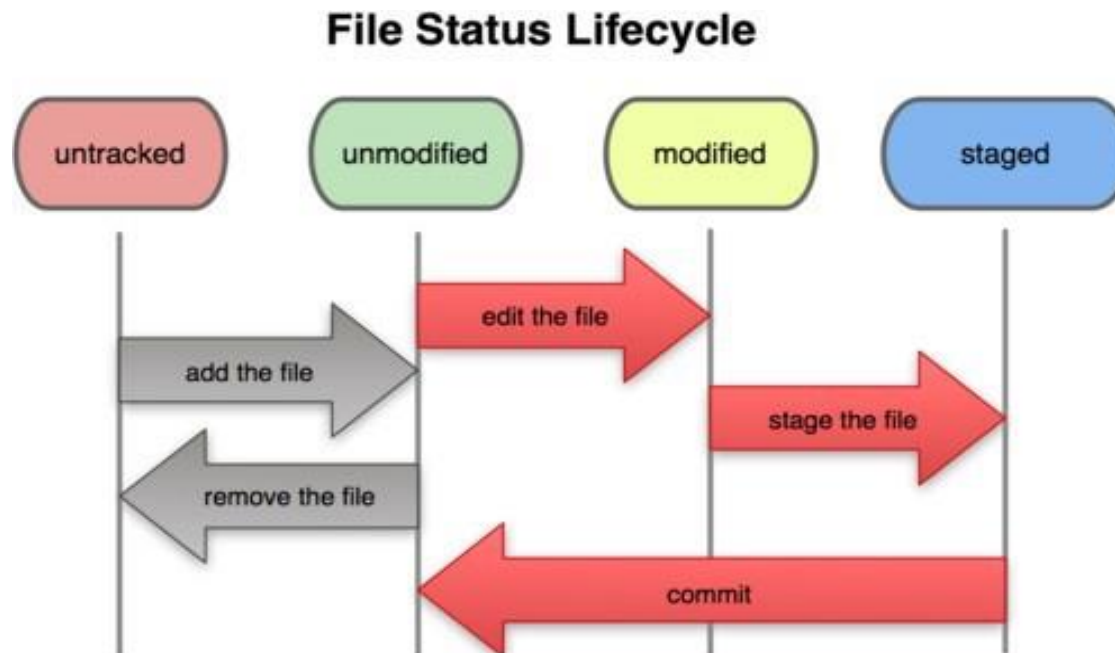 File Status Lifecycle
untracked
unmodified
modified
staged
edit the file
add the file
stage the file
remove the file
commit